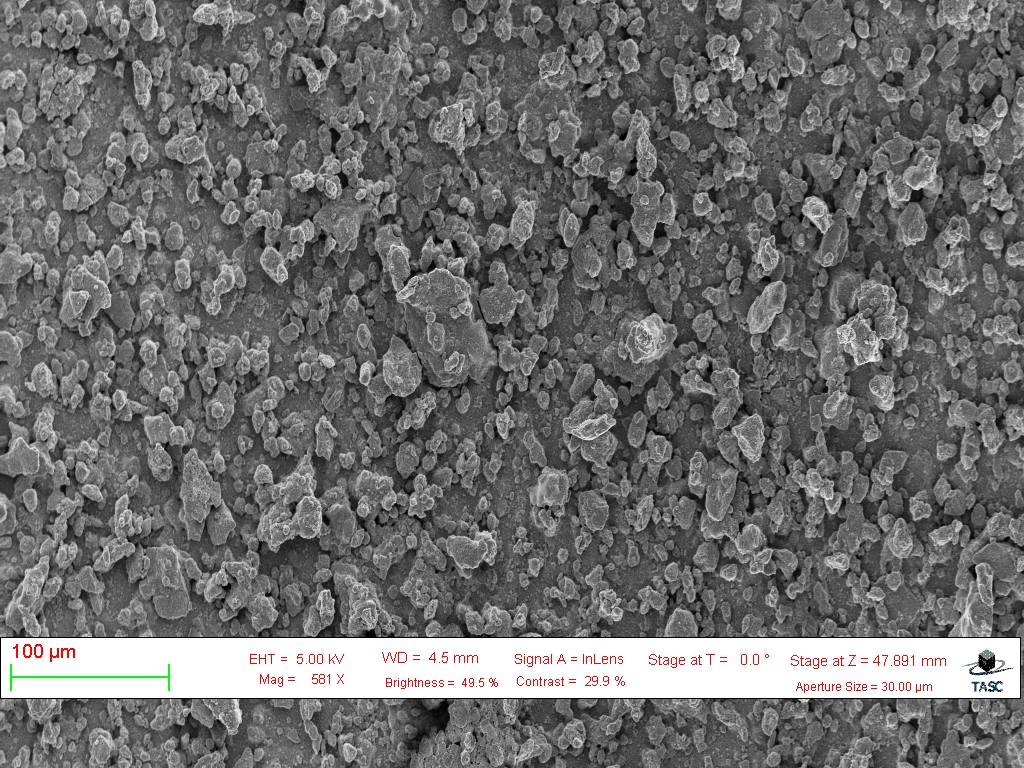 100 µm
EHT = 5.00 kV
WD = 4.5 mm
Signal A = InLens
Stage at T = 0.0 °
Stage at Z = 47.891 mm
Mag = 581 X
Brightness = 49.5 %
Contrast = 29.9 %
Aperture Size = 30.00 µm
TASC